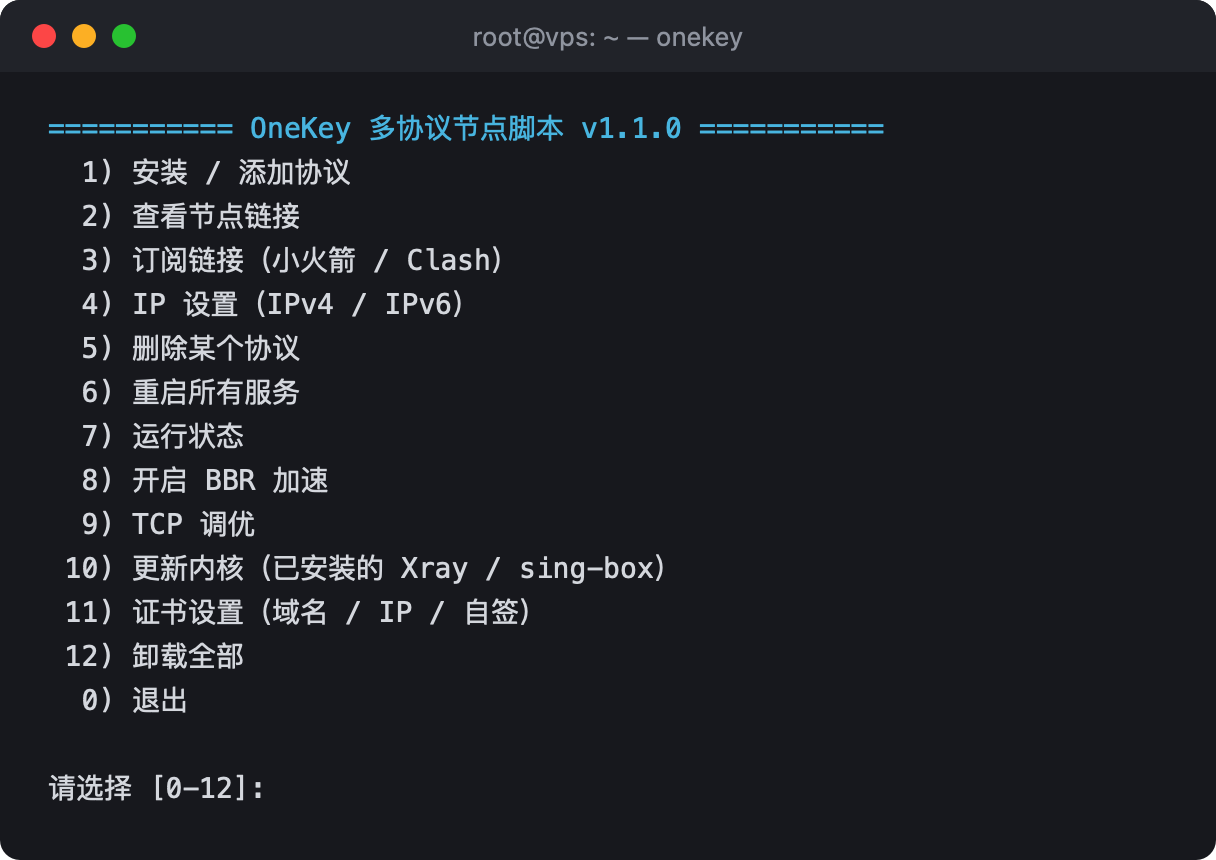 root@vps: ~ — onekey
=========== OneKey 多协议节点脚本 v1.1.0 ===========
1) 安装 / 添加协议
2) 查看节点链接
3) 订阅链接（小火箭 / Clash）
4) IP 设置（IPv4 / IPv6）
5) 删除某个协议
6) 重启所有服务
7) 运行状态
8) 开启 BBR 加速
9) TCP 调优
10) 更新内核（已安装的 Xray / sing-box）
11) 证书设置（域名 / IP / 自签）
12) 卸载全部
0) 退出
请选择 [0-12]: